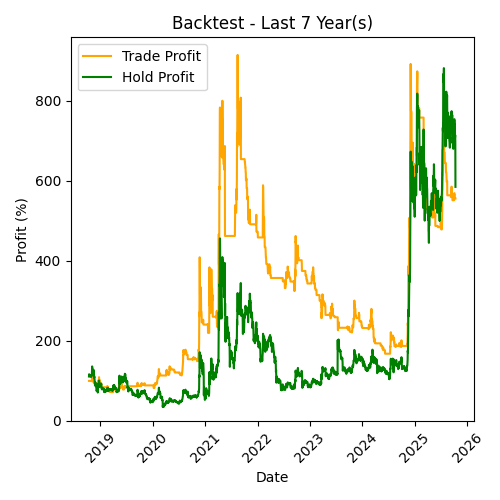 Backtest - Last 7 Year(s)
Trade Profit
Hold Profit
Profit (%)
800
600
400
200
0
2019 2020 2021 2022 2023 2024 2025 2026
Date